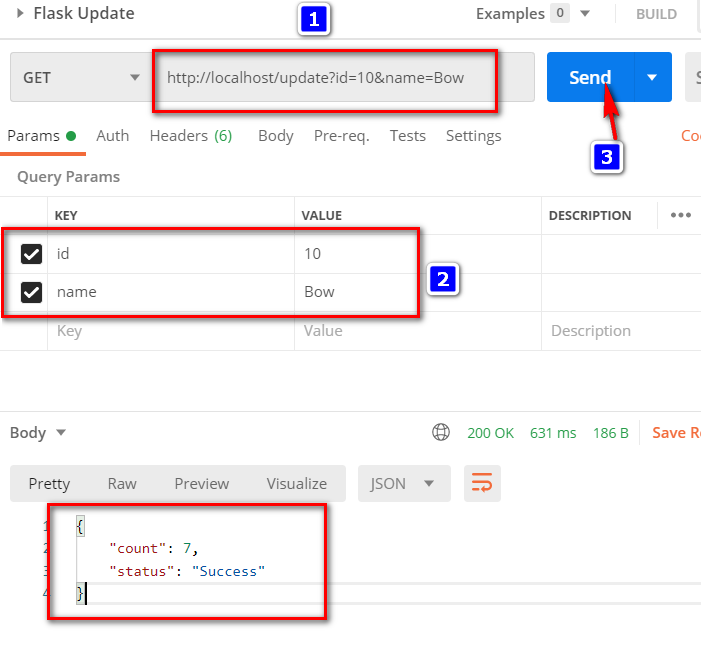 Flask Update
Examples 0
BUILD
1
GET
http://localhost/update?id=10&name=Bow
Send
Params
Auth
Headers (6)
Body
Pre-req.
Tests
Settings
3
Query Params
KEY VALUE DESCRIPTION •••
id 10
name Bow
2
Key Value Description
Body
200 OK 631 ms 186 B
Pretty Raw Preview Visualize JSON
1 {
2 "count": 7,
3 "status": "Success"
4 }